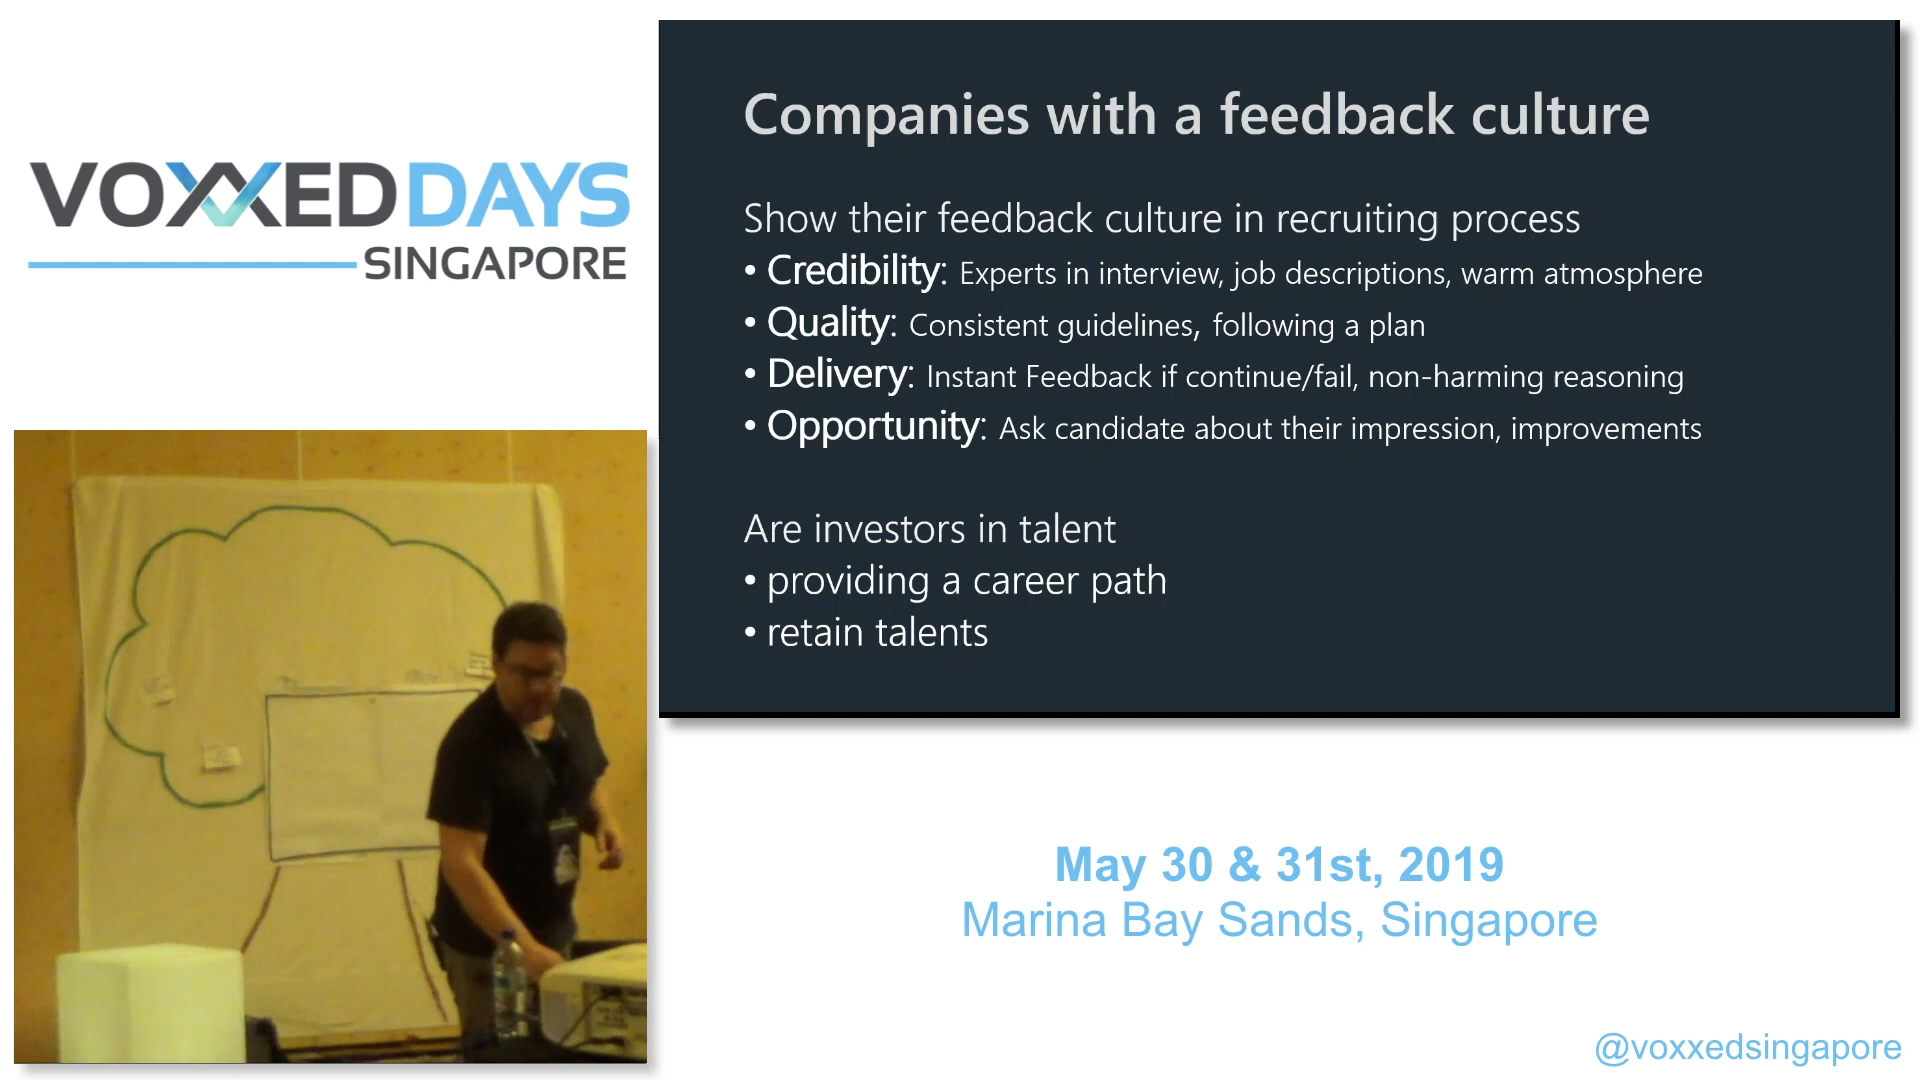 VOXXEDDAYS
SINGAPORE
Companies with a feedback culture
Show their feedback culture in recruiting process
• Credibility: Experts in interview, job descriptions, warm atmosphere
• Quality: Consistent guidelines, following a plan
• Delivery: Instant Feedback if continue/fail, non-harming reasoning
• Opportunity: Ask candidate about their impression, improvements
Are investors in talent
• providing a career path
• retain talents
May 30 & 31st, 2019
Marina Bay Sands, Singapore
@voxxedsingapore